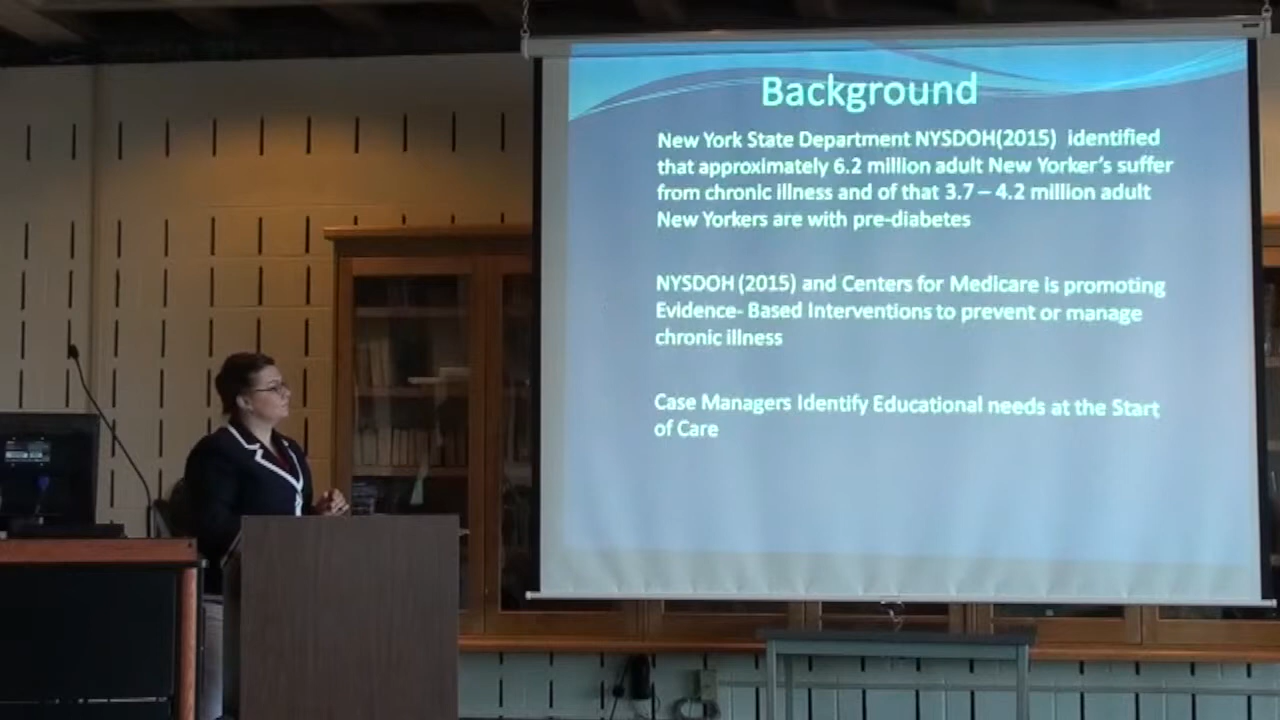 Background
New York State Department NYSDOH(2015) identified
that approximately 6.2 million adult New Yorker's suffer
from chronic illness and of that 3.7 – 4.2 million adult
New Yorkers are with pre-diabetes
NYSDOH (2015) and Centers for Medicare is promoting
Evidence- Based Interventions to prevent or manage
chronic illness
Case Managers Identify Educational needs at the Start
of Care